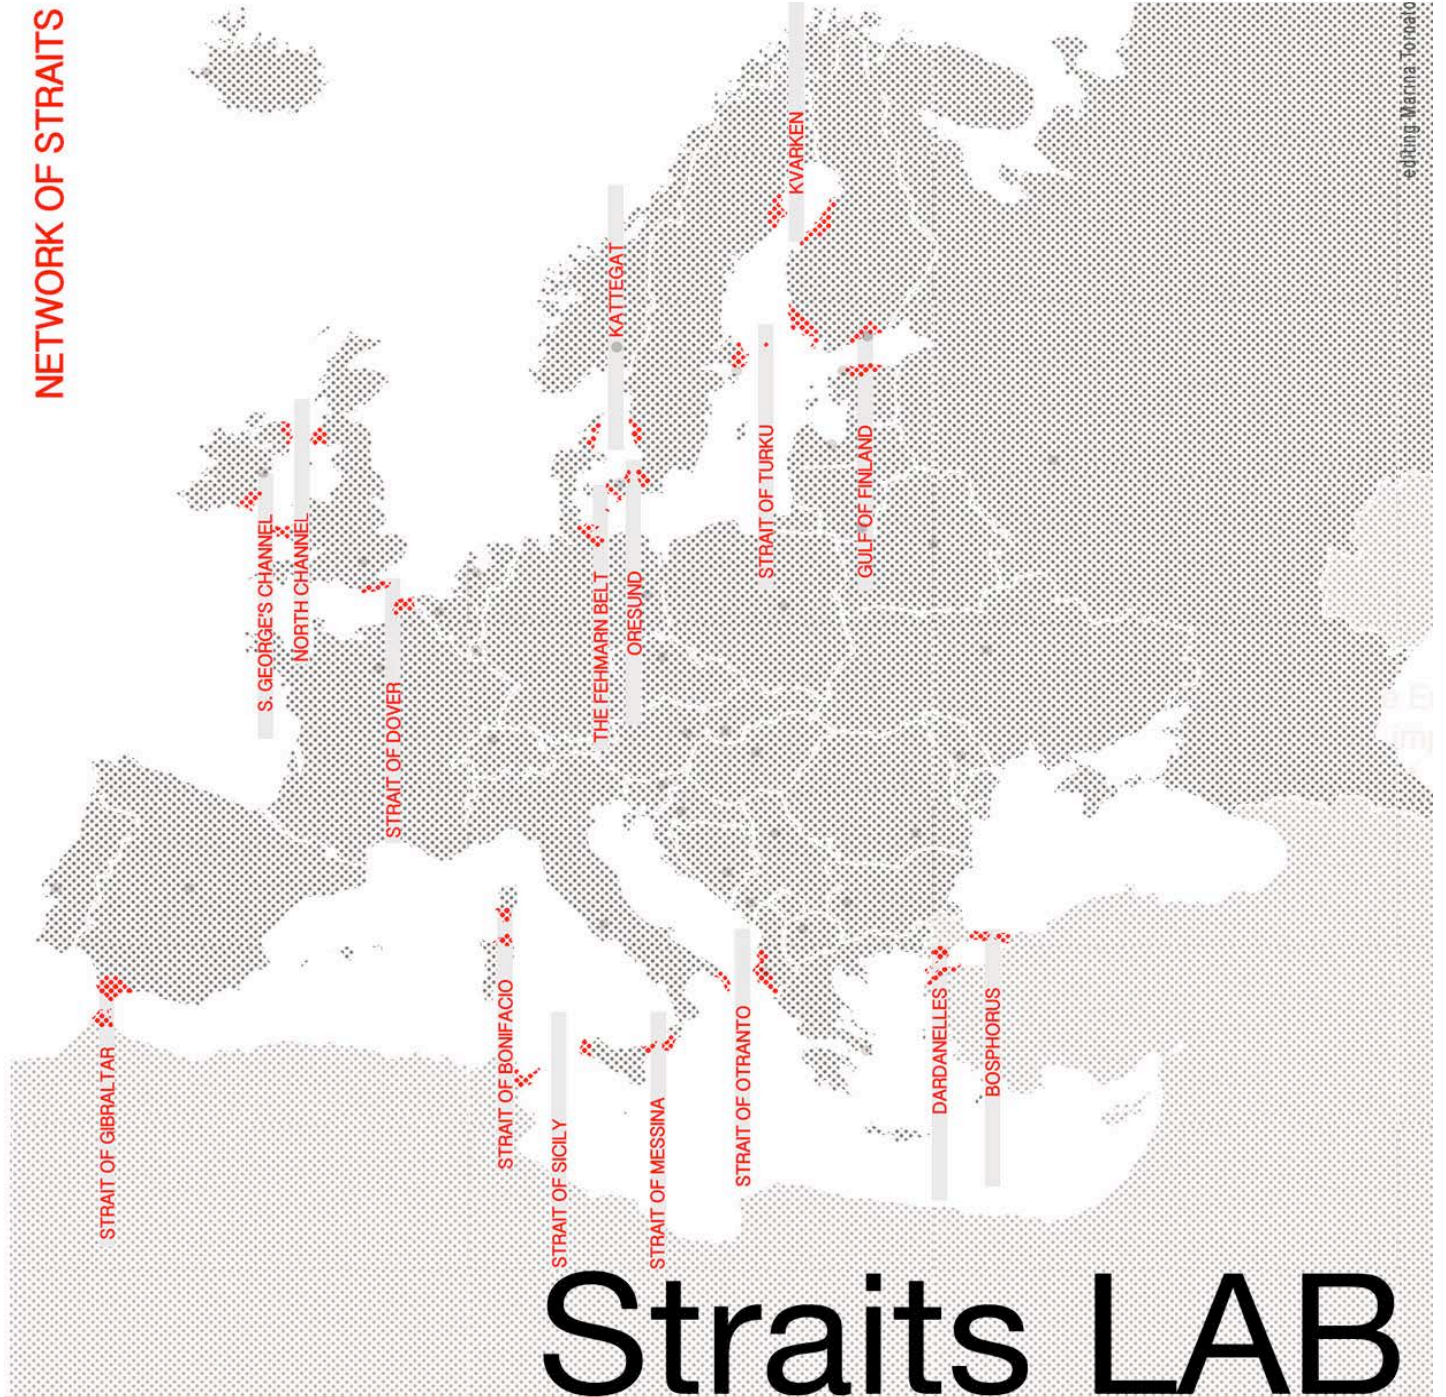 NETWORK OF STRAITS
editing Marina Toroato
KVARKEN
KATTEGAT
STRAIT OF TURKU
GULF OF FINLAND
S. GEORGE'S CHANNEL
NORTH CHANNEL
THE FEHMARN BELT
ORESUND
STRAIT OF DOVER
STRAIT OF GIBRALTAR
STRAIT OF BONIFACIO
STRAIT OF SICILY
STRAIT OF MESSINA
STRAIT OF OTRANTO
DARDANELLES
BOSPHORUS
Straits LAB